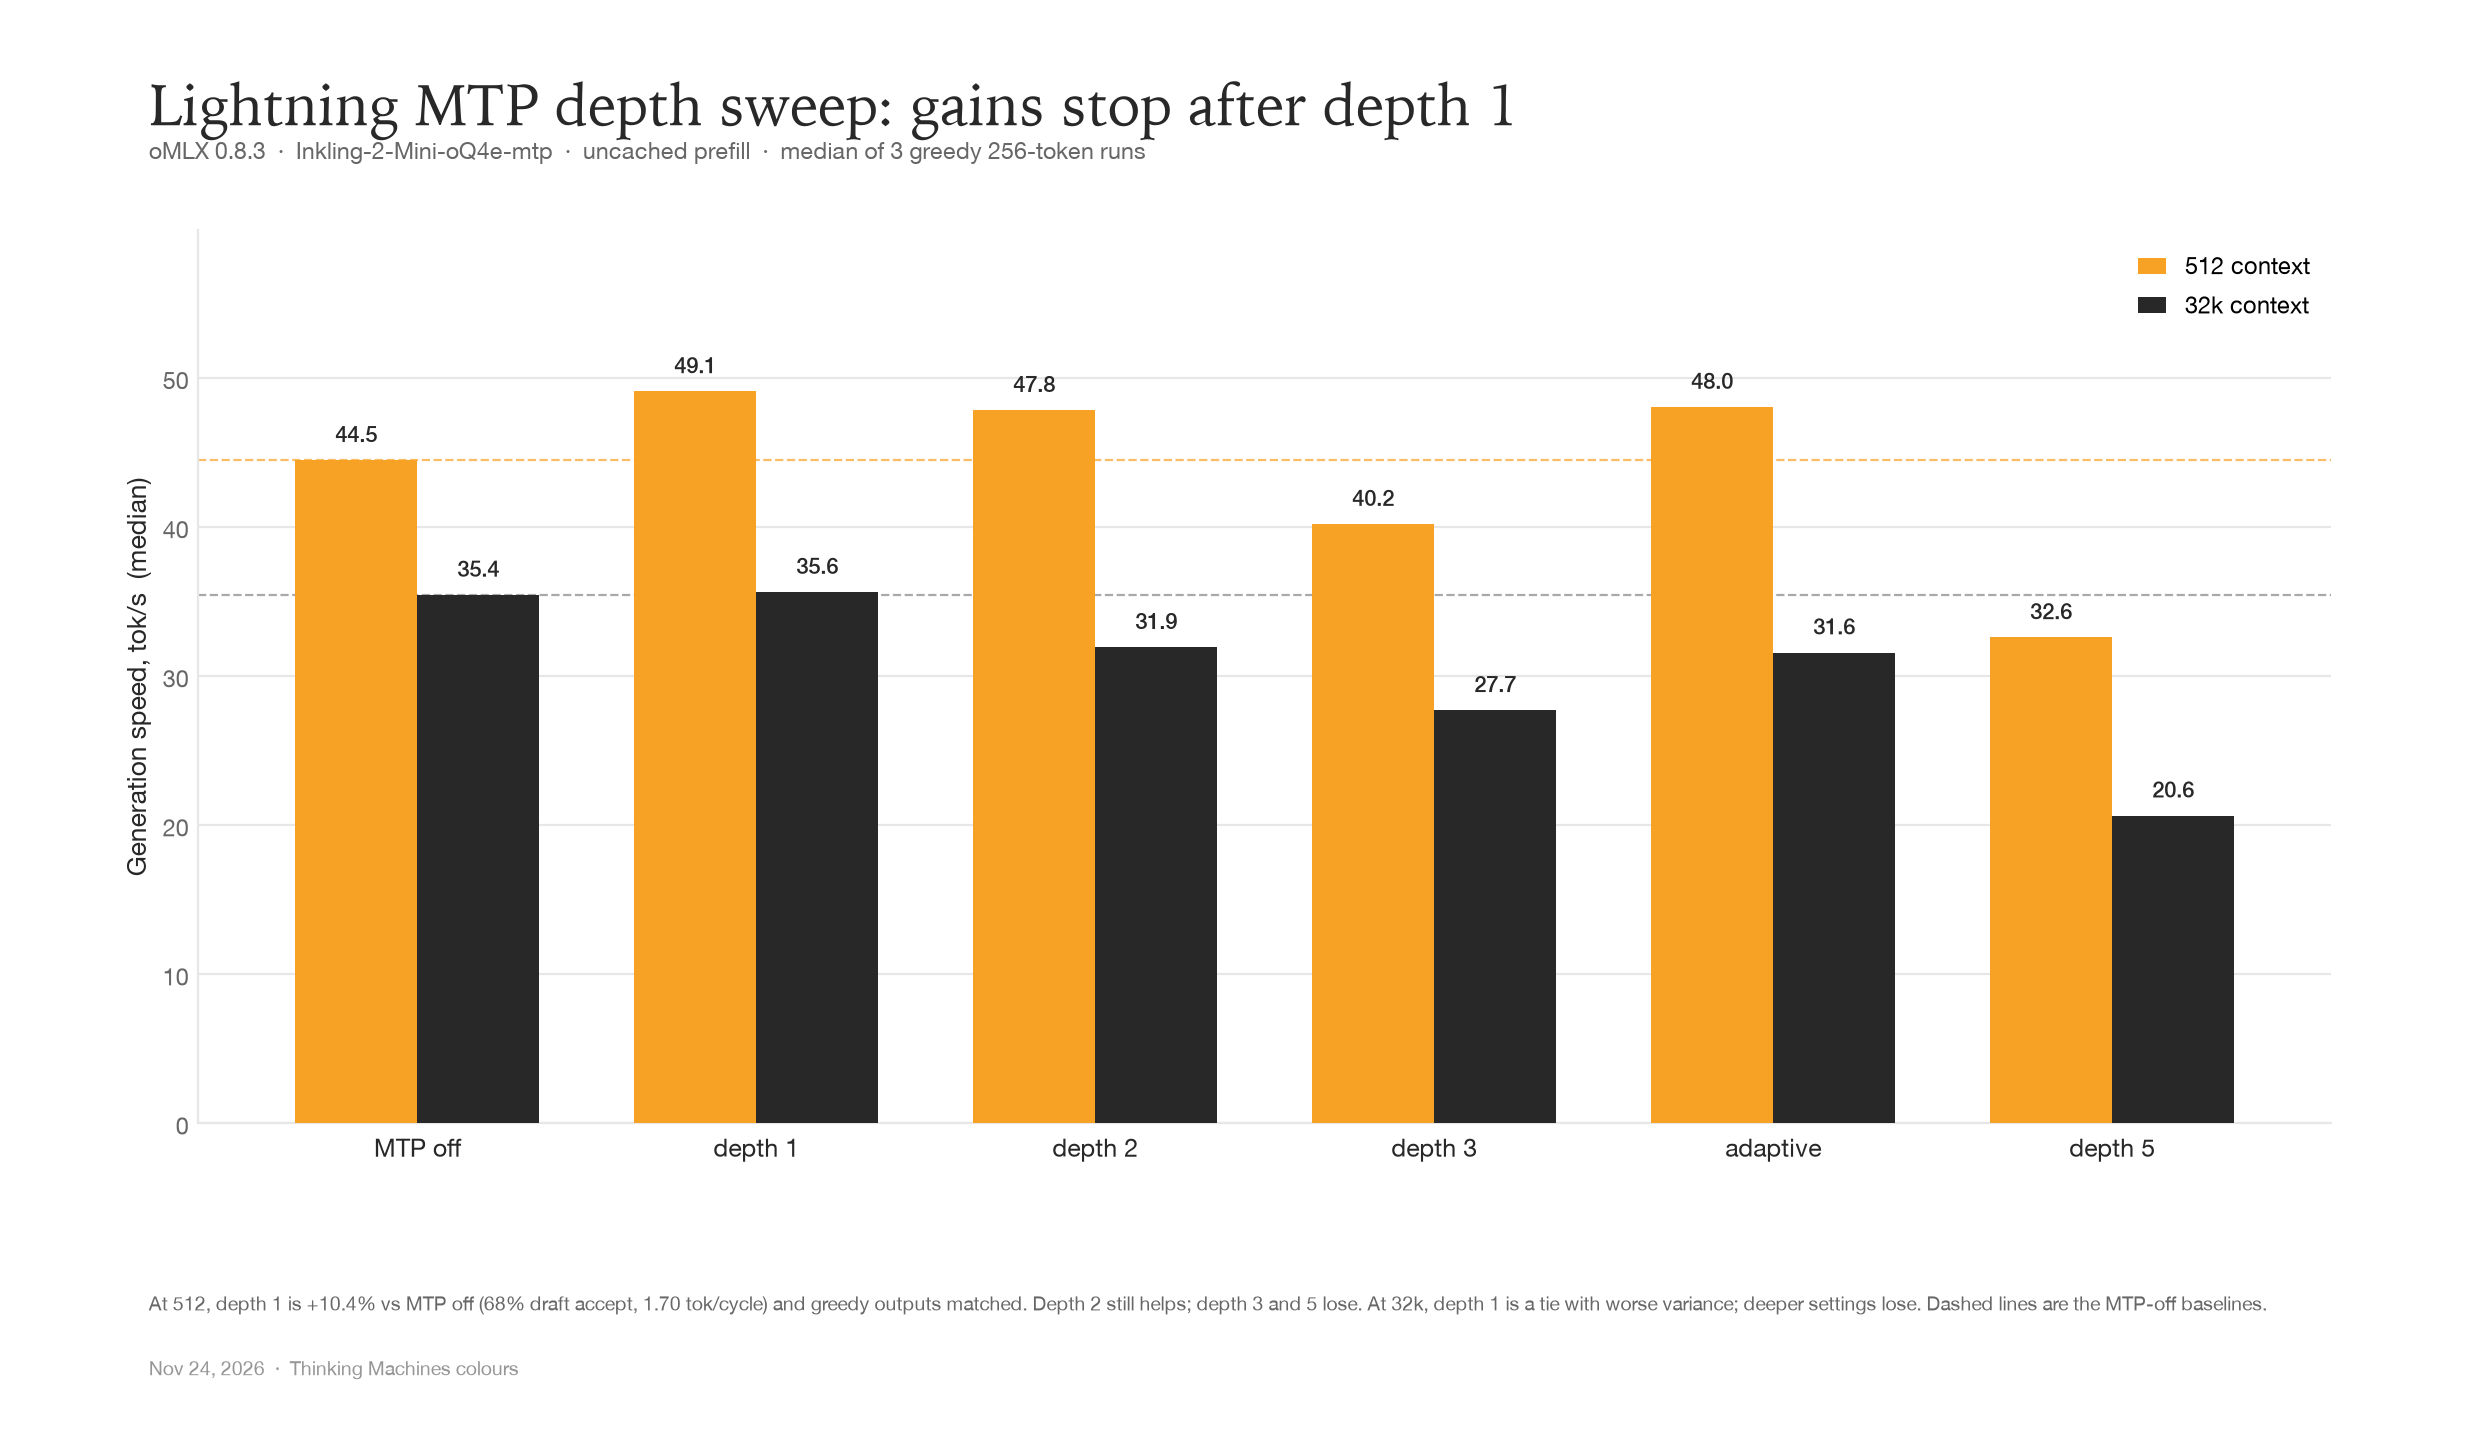 Lightning MTP depth sweep: gains stop after depth 1
oMLX 0.8.3 · Inkling-2-Mini-oQ4e-mtp · uncached prefill · median of 3 greedy 256-token runs
512 context
32k context
Generation speed, tok/s (median)
50
40
30
20
10
0
44.5
35.4
49.1
35.6
47.8
31.9
40.2
27.7
48.0
31.6
32.6
20.6
MTP off
depth 1
depth 2
depth 3
adaptive
depth 5
At 512, depth 1 is +10.4% vs MTP off (68% draft accept, 1.70 tok/cycle) and greedy outputs matched. Depth 2 still helps; depth 3 and 5 lose. At 32k, depth 1 is a tie with worse variance; deeper settings lose. Dashed lines are the MTP-off baselines.
Nov 24, 2026 · Thinking Machines colours